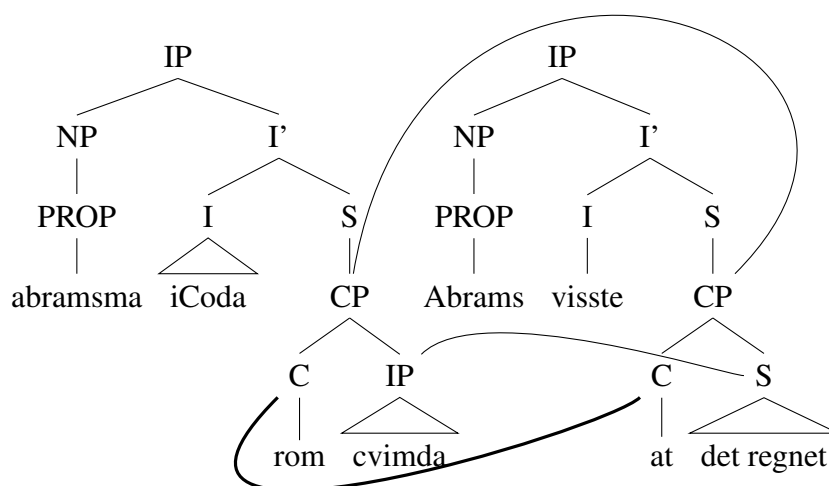 IP IP
NP I' NP I'
PROP I S PROP I S
abramsma iCoda CP Abrams visste CP
C IP C S
rom cvimda at det regnet